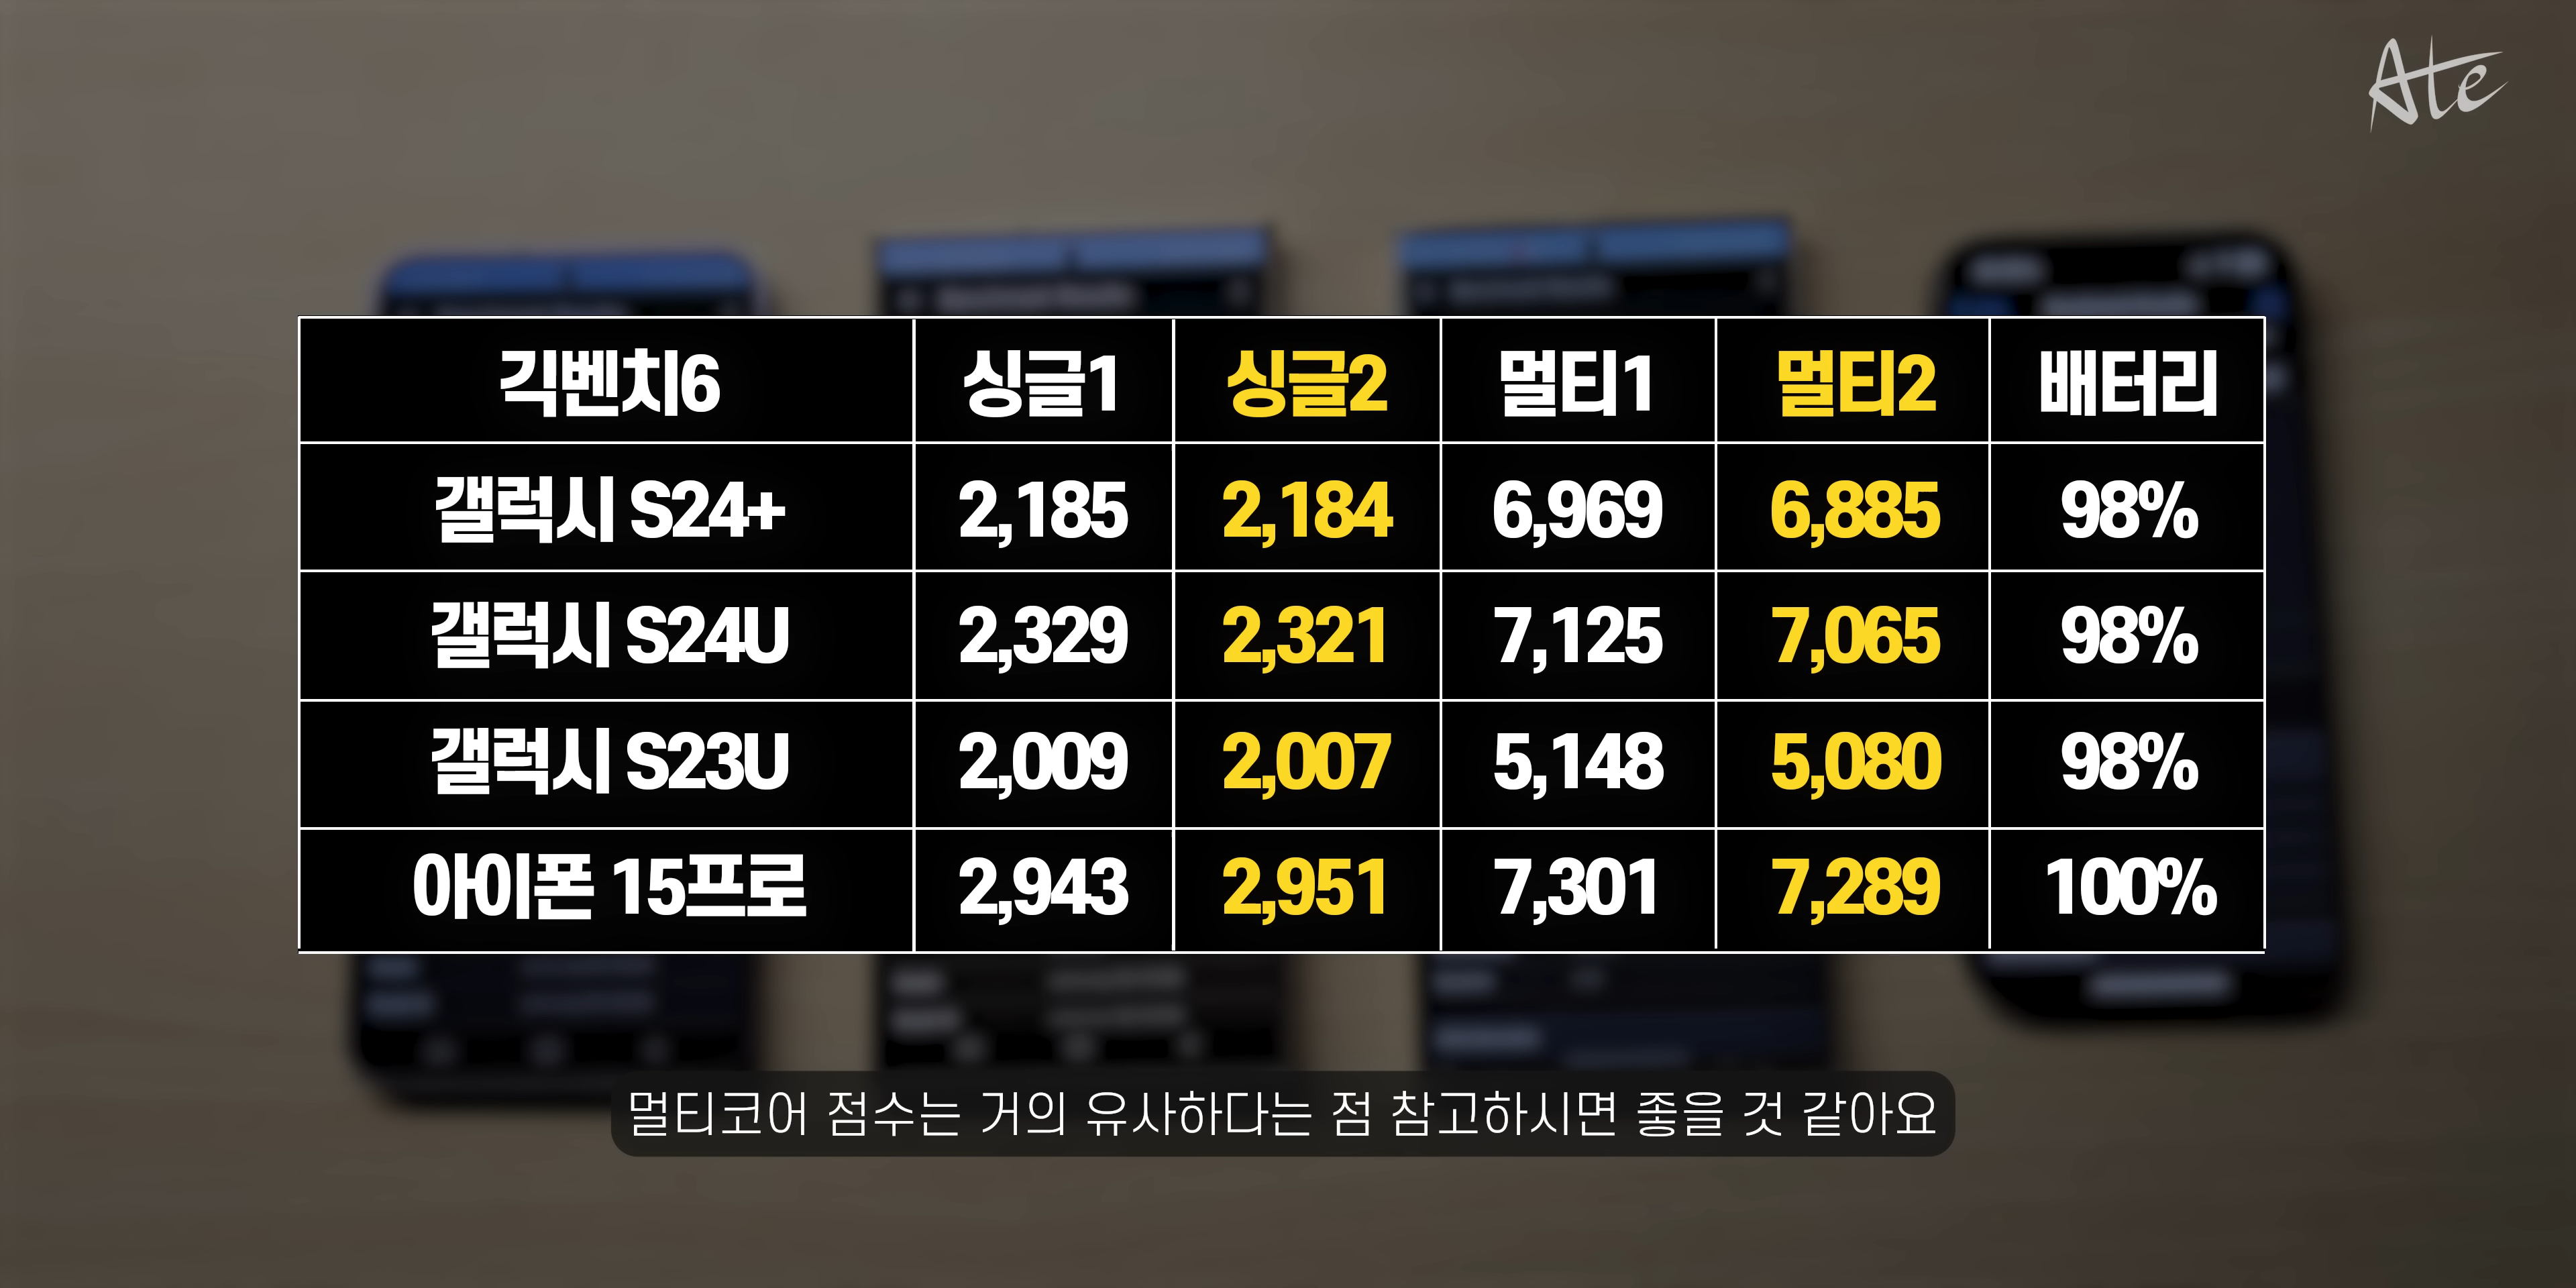 Ate
긱벤치6 싱글1 싱글2 멀티1 멀티2 배터리
갤럭시 S24+ 2,185 2,184 6,969 6,885 98%
갤럭시 S24U 2,329 2,321 7,125 7,065 98%
갤럭시 S23U 2,009 2,007 5,148 5,080 98%
아이폰 15프로 2,943 2,951 7,301 7,289 100%
멀티코어 점수는 거의 유사하다는 점 참고하시면 좋을 것 같아요